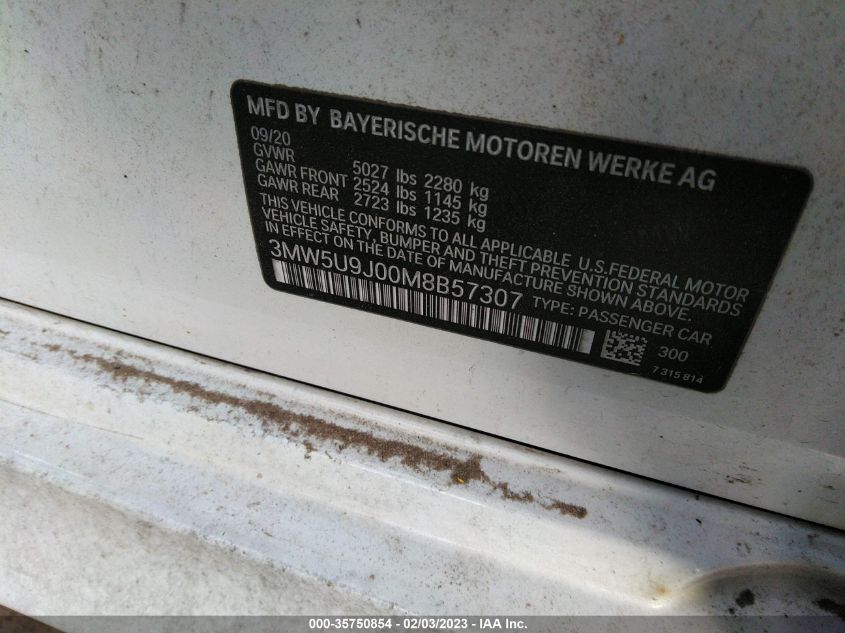 MFD BY BAYERISCHE MOTOREN WERKE AG
09/20
GVWR 5027 lbs 2280 kg
GAWR FRONT 2524 lbs 1145 kg
GAWR REAR 2723 lbs 1235 kg
THIS VEHICLE CONFORMS TO ALL APPLICABLE U.S.FEDERAL MOTOR
VEHICLE SAFETY, BUMPER AND THEFT PREVENTION STANDARDS
IN EFFECT ON THE DATE OF MANUFACTURE SHOWN ABOVE.
3MW5U9J00M8B57307 TYPE: PASSENGER CAR
300
7 315 814
000-35750854 - 02/03/2023 - IAA Inc.